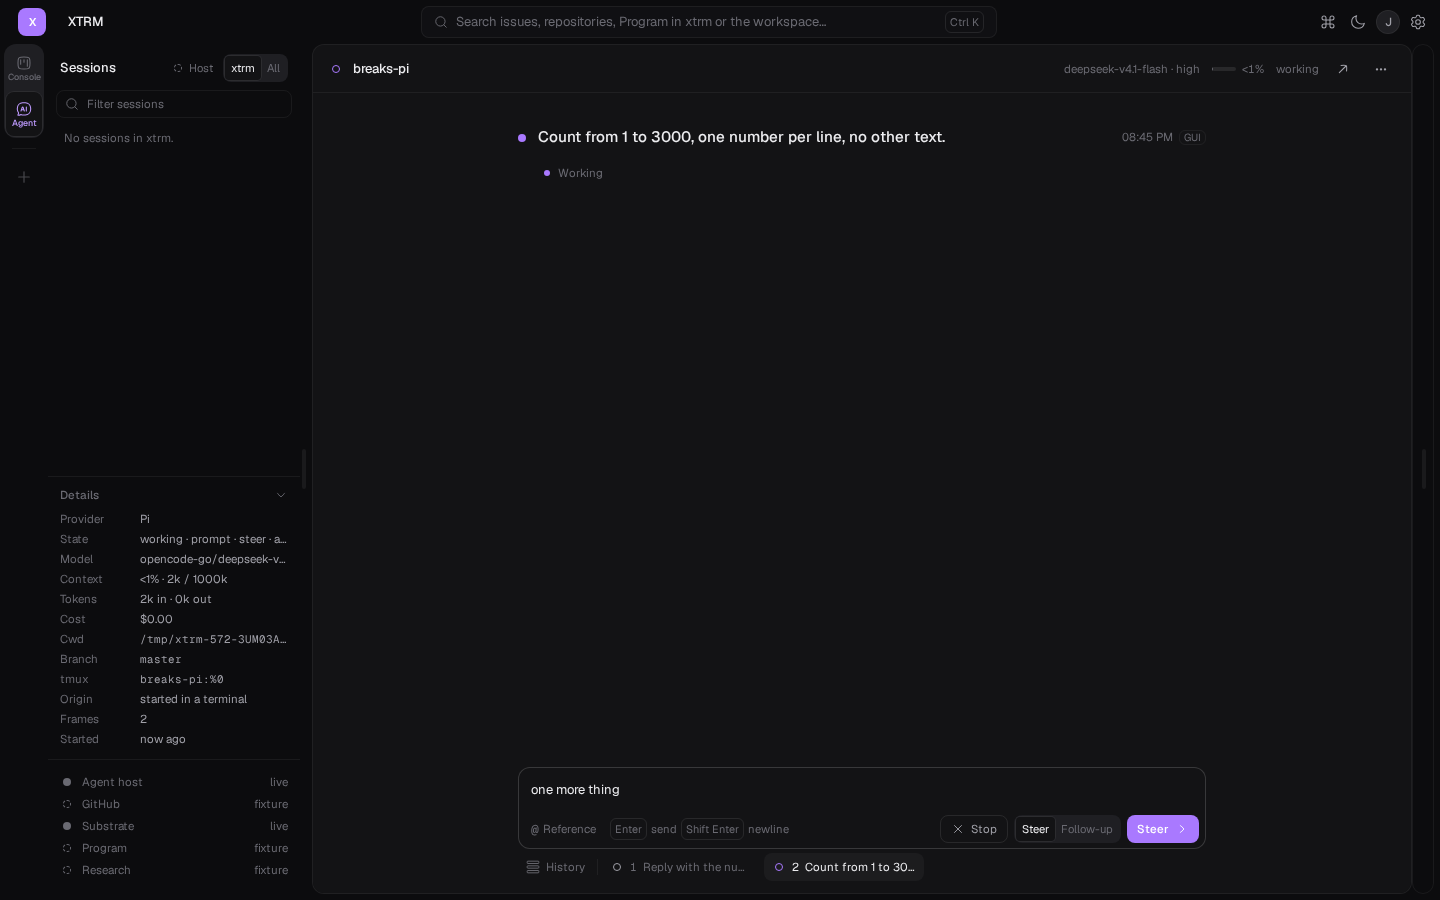 X XTRM
Search issues, repositories, Program in xtrm or the workspace... Ctrl K
J
Console
AI
Agent
Sessions Host xtrm All
Filter sessions
No sessions in xtrm.
breaks-pi deepseek-v4.1-flash · high <1% working
Count from 1 to 3000, one number per line, no other text. 08:45 PM GUI
Working
Details
Provider Pi
State working · prompt · steer · a...
Model opencode-go/deepseek-v...
Context <1% · 2k / 1000k
Tokens 2k in · 0k out
Cost $0.00
Cwd /tmp/xtrm-572-3UM03A...
Branch master
tmux breaks-pi:%0
Origin started in a terminal
Frames 2
Started now ago
Agent host live
GitHub fixture
Substrate live
Program fixture
Research fixture
one more thing
@ Reference Enter send Shift Enter newline Stop Steer Follow-up Steer
History 1 Reply with the nu... 2 Count from 1 to 30...